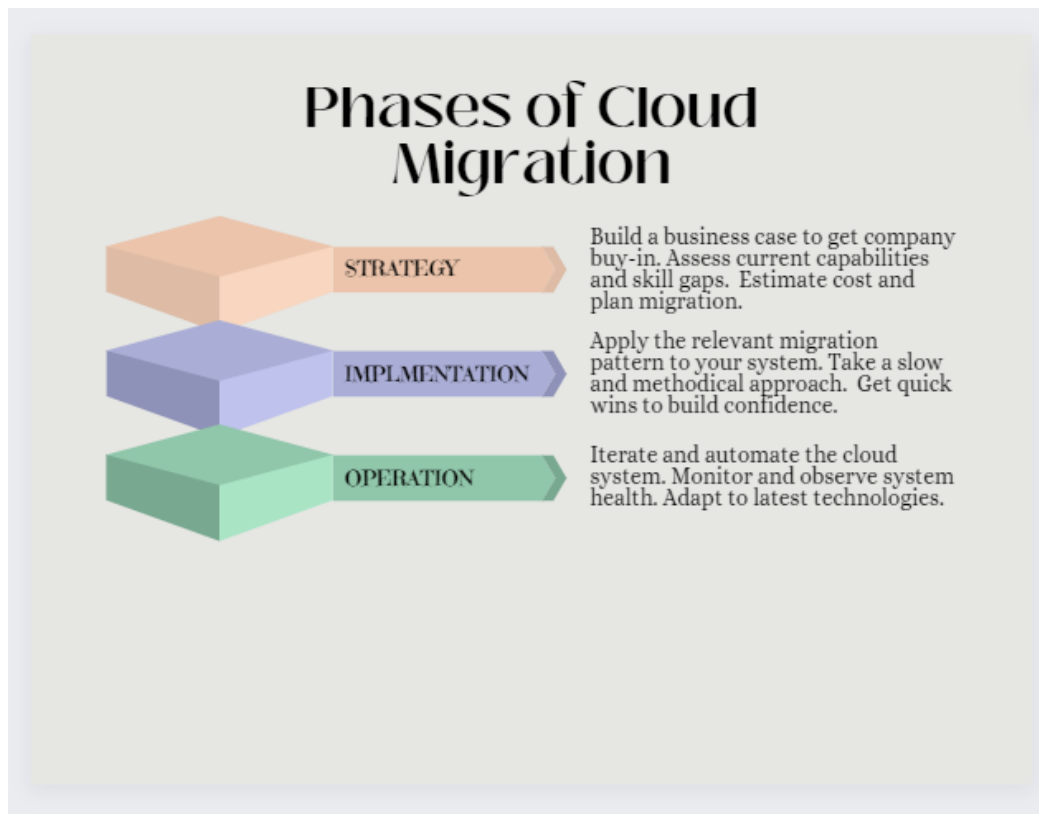 Phases of Cloud
Migration
STRATEGY
Build a business case to get company
buy-in. Assess current capabilities
and skill gaps.  Estimate cost and
plan migration.
IMPLMENTATION
Apply the relevant migration
pattern to your system. Take a slow
and methodical approach.  Get quick
wins to build confidence.
OPERATION
Iterate and automate the cloud
system. Monitor and observe system
health. Adapt to latest technologies.